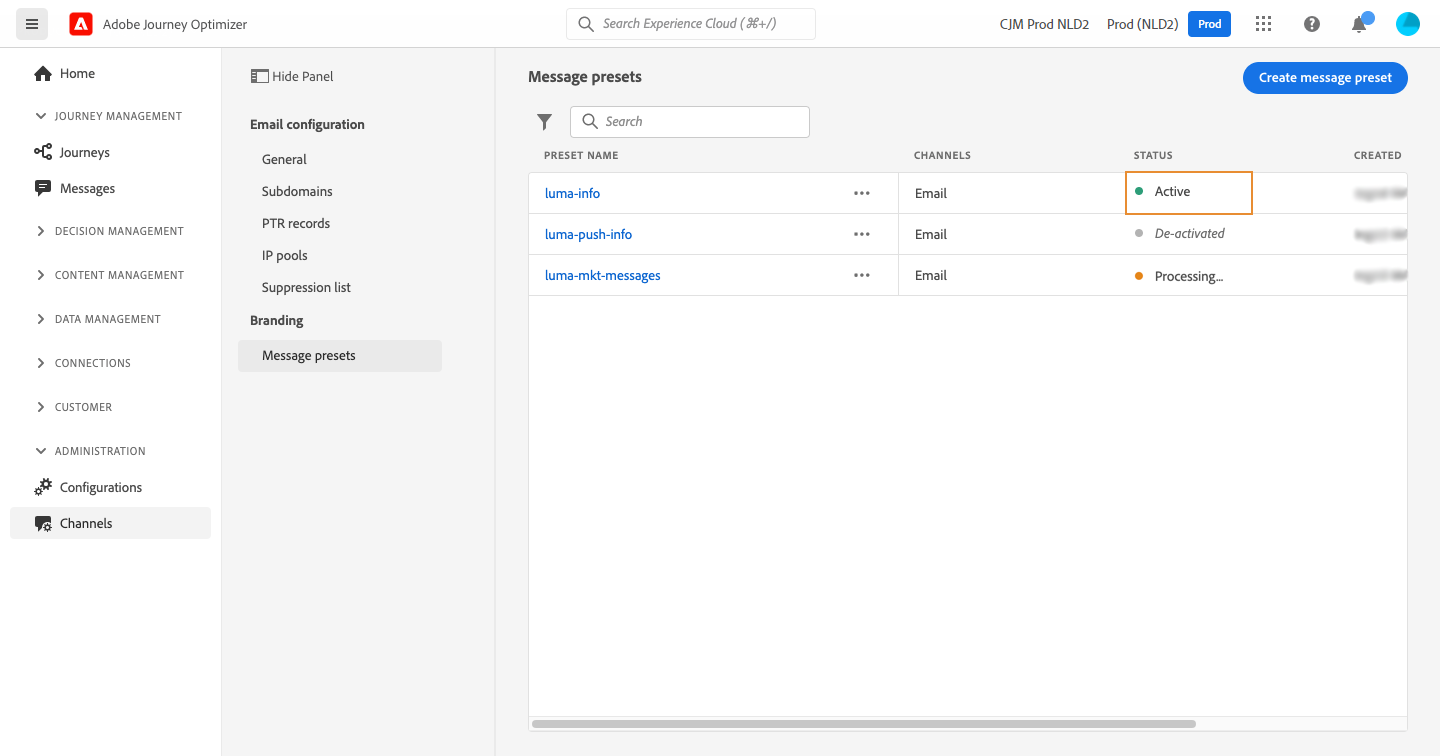 Adobe Journey Optimizer
Search Experience Cloud (⌘+/)
CJM Prod NLD2
Prod (NLD2)
Prod
Home
JOURNEY MANAGEMENT
Journeys
Messages
DECISION MANAGEMENT
CONTENT MANAGEMENT
DATA MANAGEMENT
CONNECTIONS
CUSTOMER
ADMINISTRATION
Configurations
Channels
Hide Panel
Email configuration
General
Subdomains
PTR records
IP pools
Suppression list
Branding
Message presets
Message presets
Create message preset
Search
PRESET NAME CHANNELS STATUS CREATED
luma-info ••• Email Active
luma-push-info ••• Email De-activated
luma-mkt-messages ••• Email Processing...